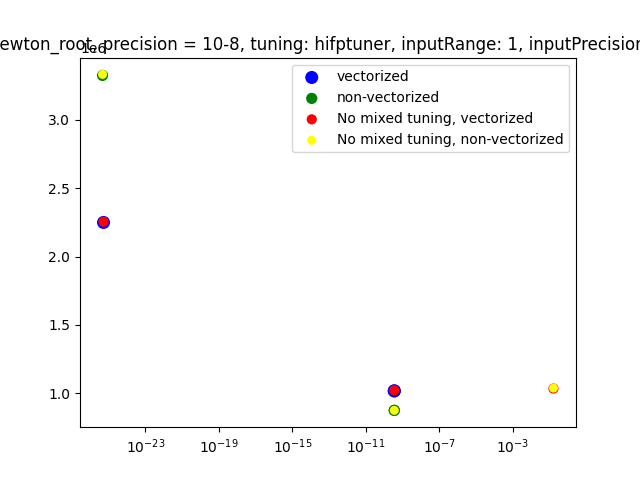 ewton_root, precision = 10-8, tuning: hifptuner, inputRange: 1, inputPrecision
1e6
vectorized
non-vectorized
No mixed tuning, vectorized
No mixed tuning, non-vectorized
3.0
2.5
2.0
1.5
1.0
10⁻²³ 10⁻¹⁹ 10⁻¹⁵ 10⁻¹¹ 10⁻⁷ 10⁻³